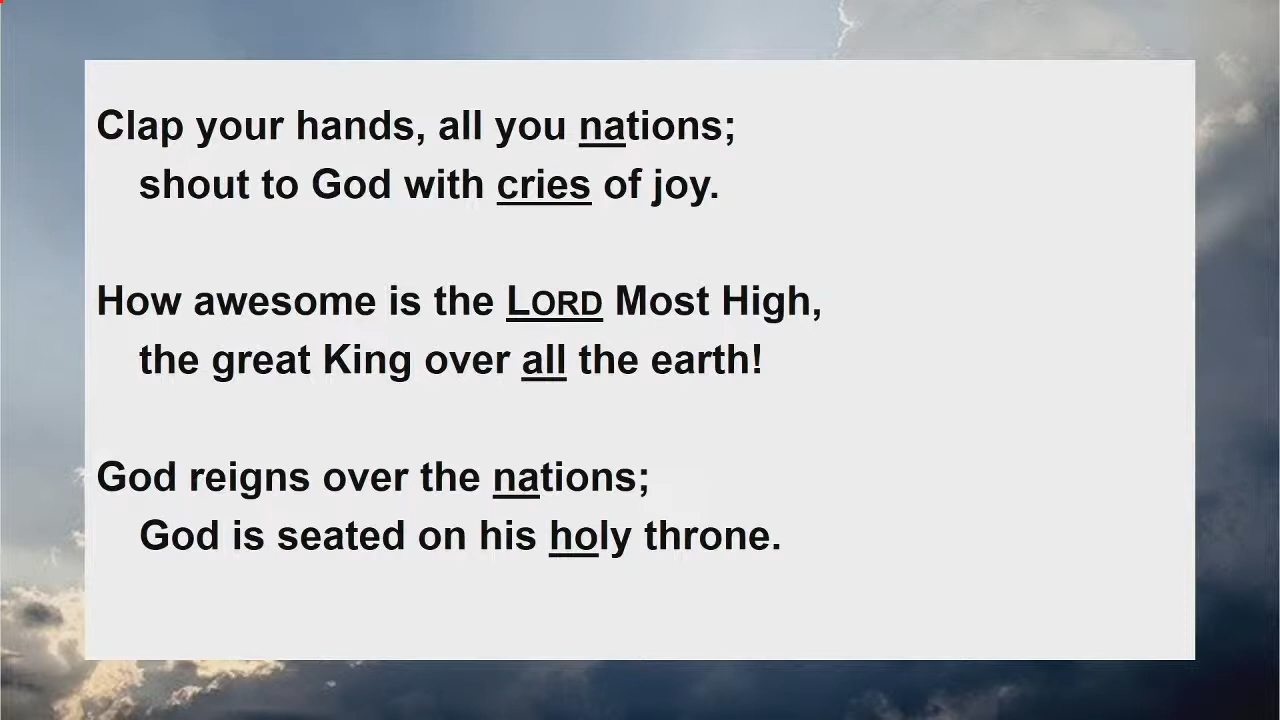 Clap your hands, all you nations;
shout to God with cries of joy.
How awesome is the LORD Most High,
the great King over all the earth!
God reigns over the nations;
God is seated on his holy throne.